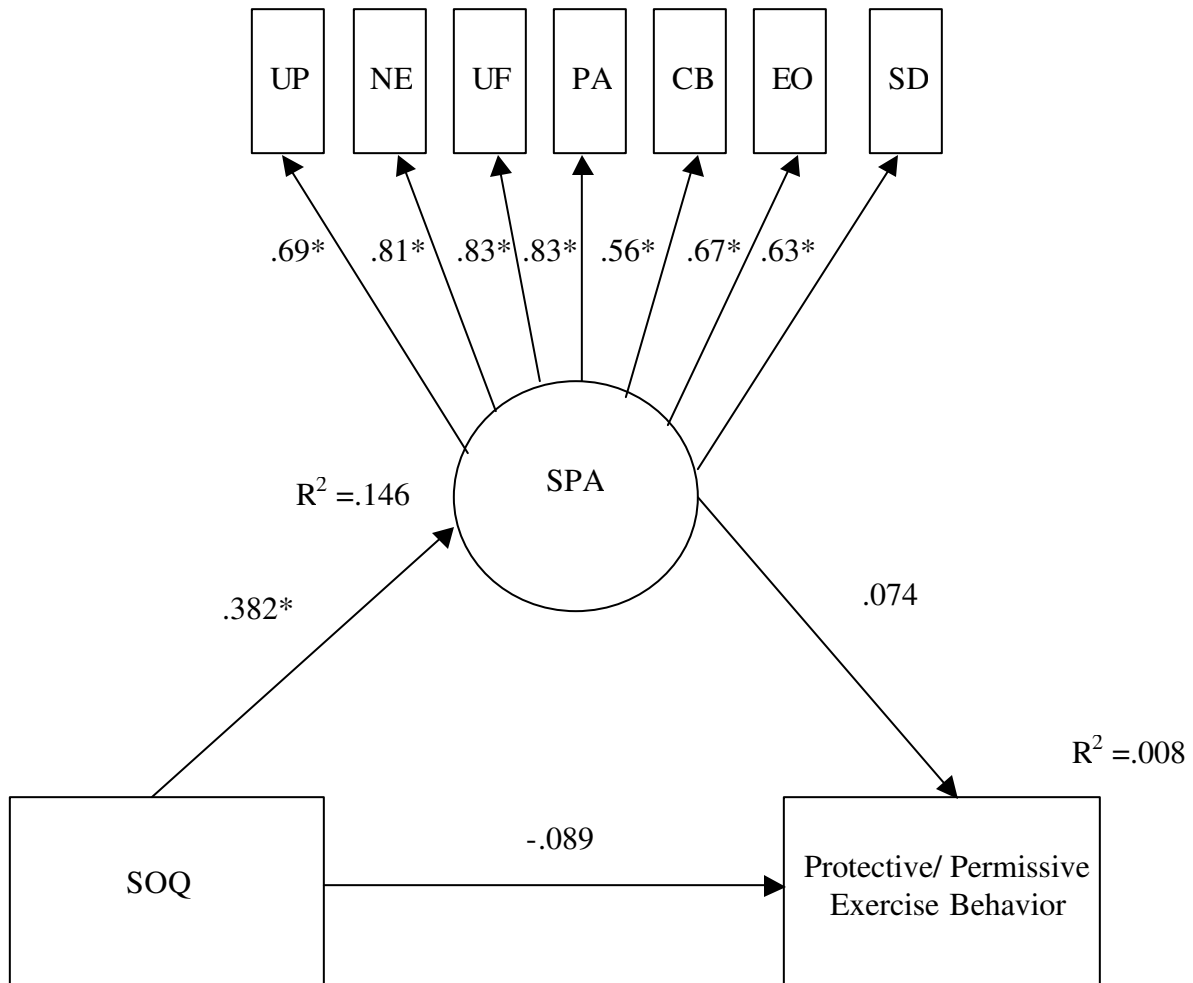 UP NE UF PA CB EO SD
.69* .81* .83* .83* .56* .67* .63*
SPA
R² =.146
.382*
.074
R² =.008
-.089
SOQ
Protective/ Permissive
Exercise Behavior